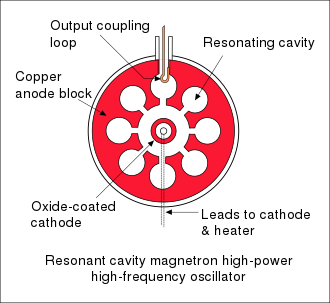 Output coupling
loop
Resonating cavity
Copper
anode block
Oxide-coated
cathode
Leads to cathode
& heater
Resonant cavity magnetron high-power
high-frequency oscillator